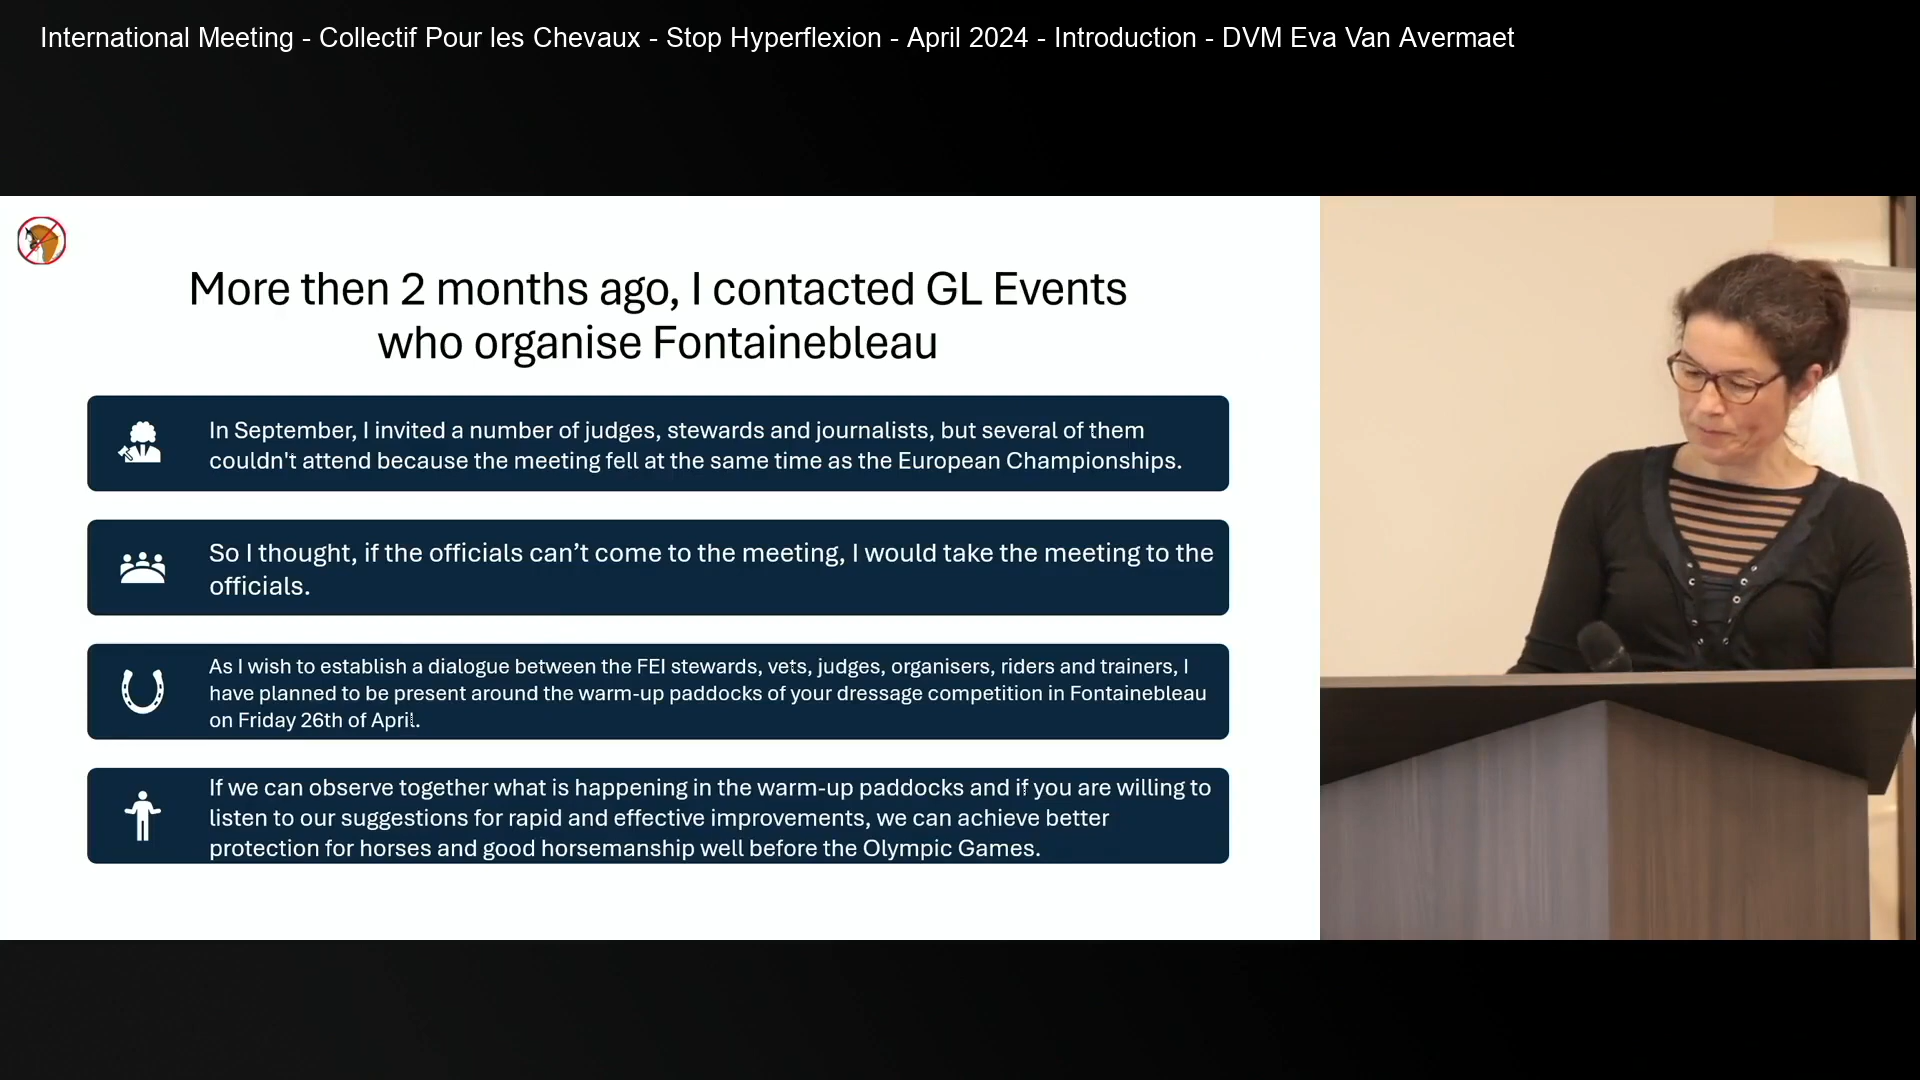 International Meeting - Collectif Pour les Chevaux - Stop Hyperflexion - April 2024 - Introduction - DVM Eva Van Avermaet
More then 2 months ago, I contacted GL Events
who organise Fontainebleau
In September, I invited a number of judges, stewards and journalists, but several of them
couldn't attend because the meeting fell at the same time as the European Championships.
So I thought, if the officials can’t come to the meeting, I would take the meeting to the
officials.
As I wish to establish a dialogue between the FEI stewards, vets, judges, organisers, riders and trainers, I
have planned to be present around the warm-up paddocks of your dressage competition in Fontainebleau
on Friday 26th of April.
If we can observe together what is happening in the warm-up paddocks and if you are willing to
listen to our suggestions for rapid and effective improvements, we can achieve better
protection for horses and good horsemanship well before the Olympic Games.